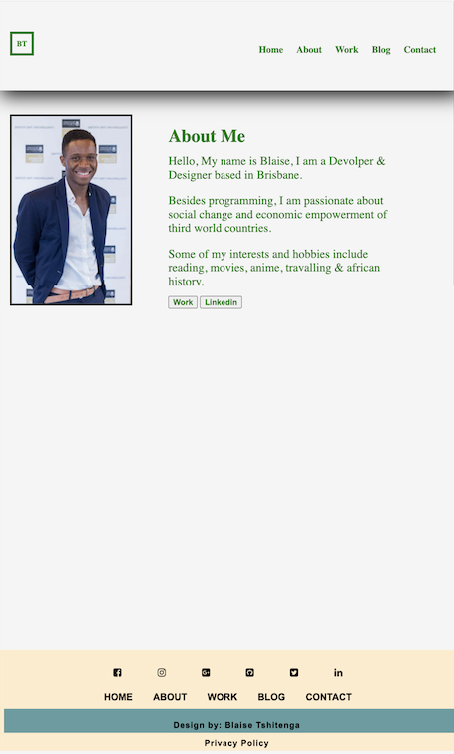 BT
Home About Work Blog Contact
About Me
Hello, My name is Blaise, I am a Devolper &
Designer based in Brisbane.
Besides programming, I am passionate about
social change and economic empowerment of
third world countries.
Some of my interests and hobbies include
reading, movies, anime, travalling & african
history.
Work Linkedin
HOME ABOUT WORK BLOG CONTACT
Design by: Blaise Tshitenga
Privacy Policy